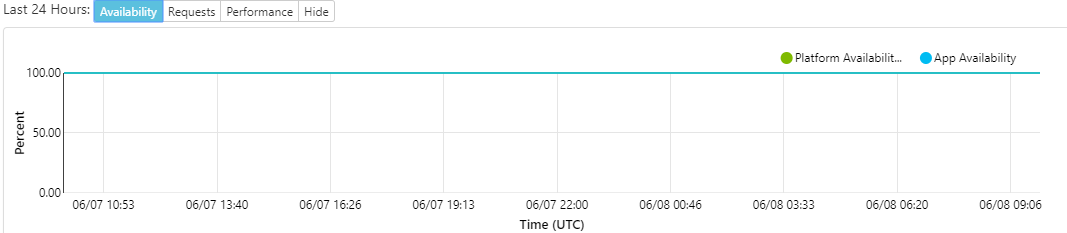 Last 24 Hours: Availability Requests Performance Hide
Platform Availabilit... App Availability
100.00
50.00
0.00
Percent
06/07 10:53 06/07 13:40 06/07 16:26 06/07 19:13 06/07 22:00 06/08 00:46 06/08 03:33 06/08 06:20 06/08 09:06
Time (UTC)